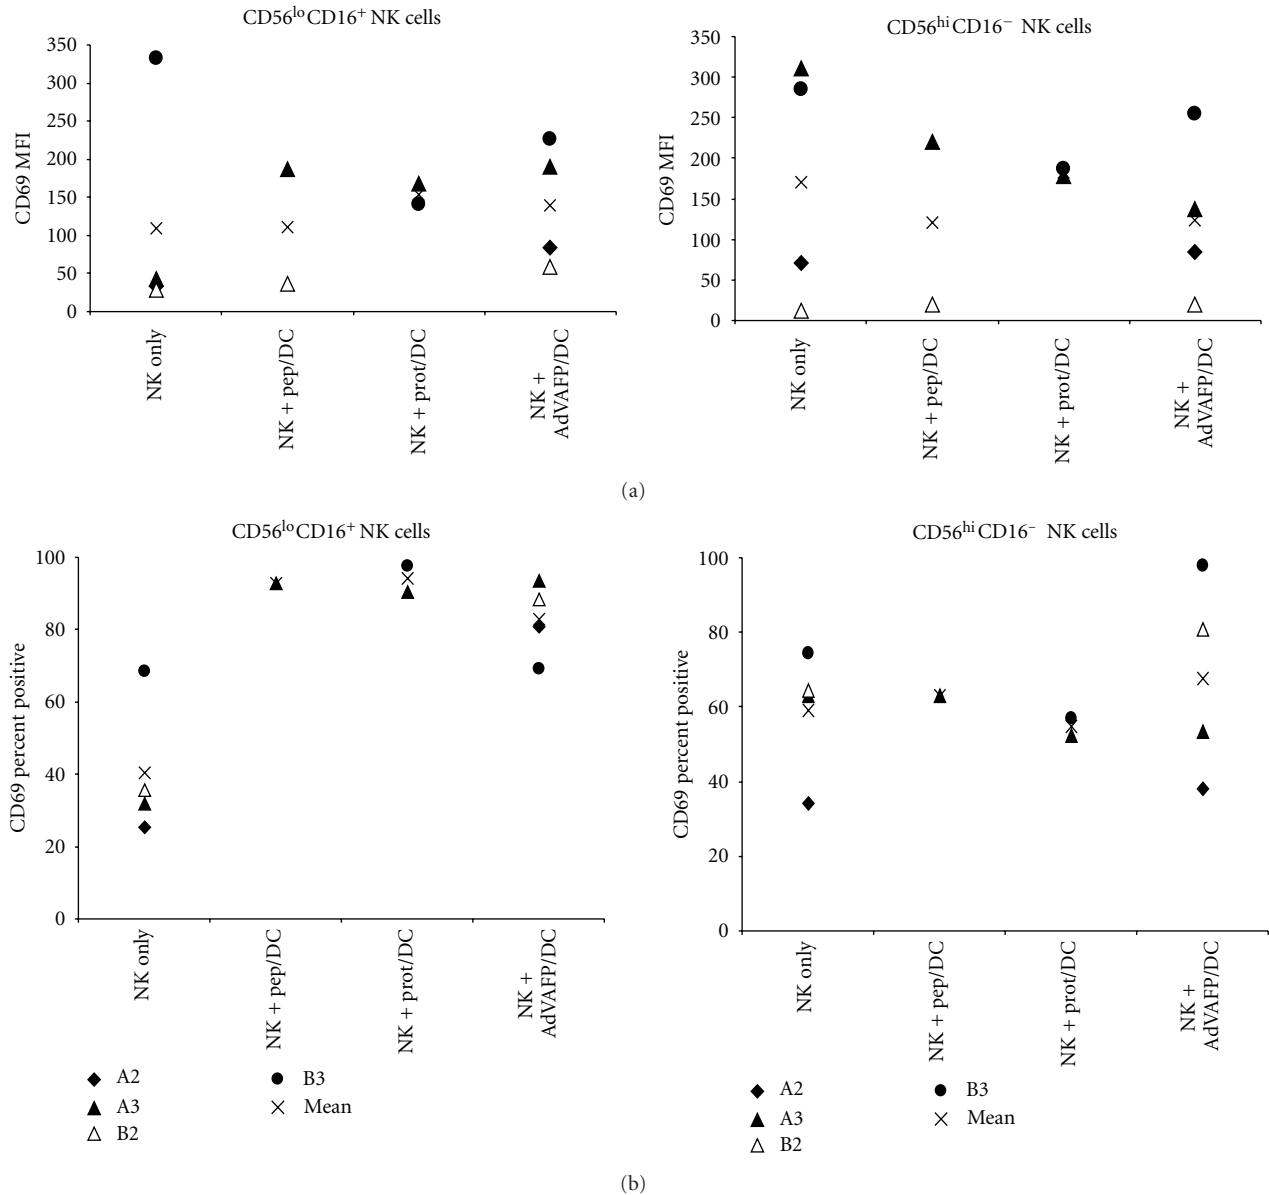 CD56loCD16+ NK cells
350
300
250
200
150
100
50
0
CD69 MFI
NK only
NK + pep/DC
NK + prot/DC
NK +
AdVAFP/DC
CD56hiCD16− NK cells
350
300
250
200
150
100
50
0
CD69 MFI
NK only
NK + pep/DC
NK + prot/DC
NK +
AdVAFP/DC
(a)
CD56loCD16+ NK cells
100
80
60
40
20
0
CD69 percent positive
NK only
NK + pep/DC
NK + prot/DC
NK +
AdVAFP/DC
A2
A3
B2
B3
Mean
CD56hiCD16− NK cells
100
80
60
40
20
0
CD69 percent positive
NK only
NK + pep/DC
NK + prot/DC
NK +
AdVAFP/DC
A2
A3
B2
B3
Mean
(b)